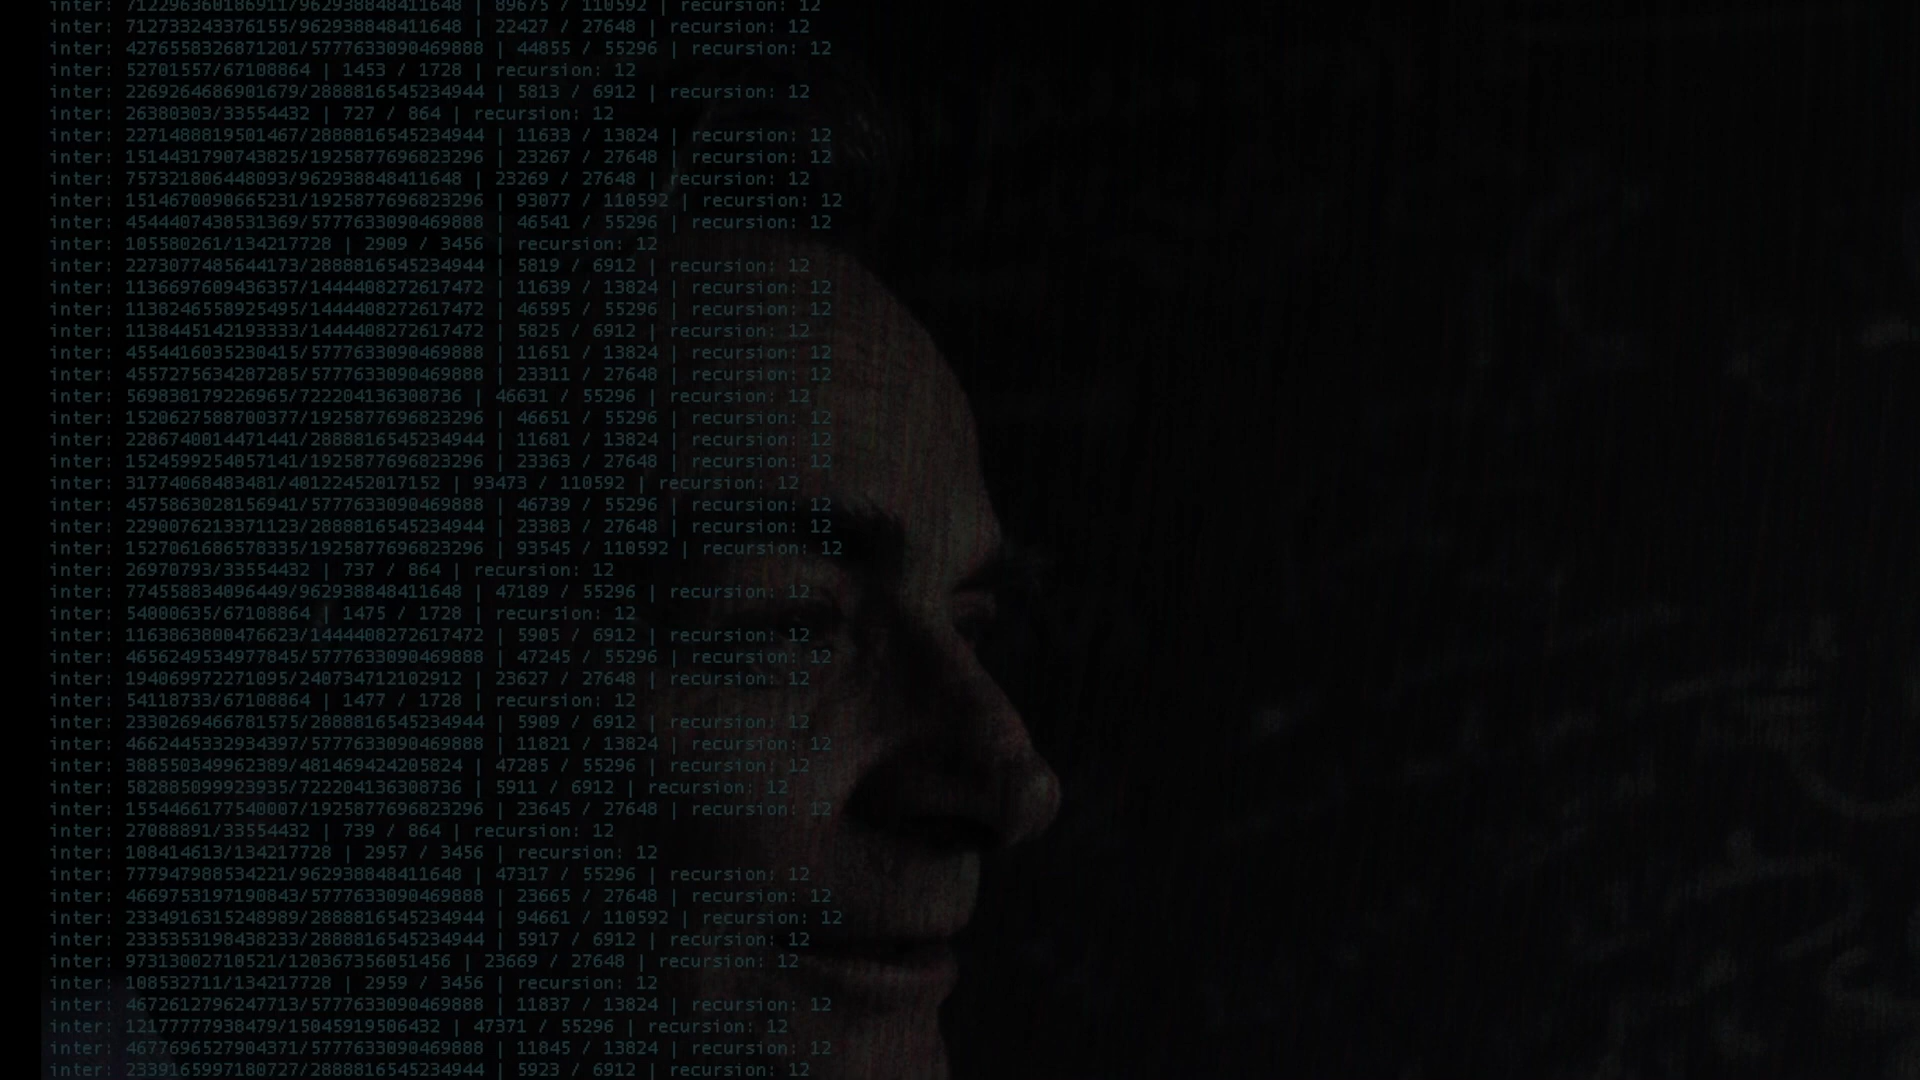 inter: 712296360186911/962938848411648 | 89675 / 110592 | recursion: 12
inter: 712733243376155/962938848411648 | 22427 / 27648 | recursion: 12
inter: 4276558326871201/5777633090469888 | 44855 / 55296 | recursion: 12
inter: 52701557/67108864 | 1453 / 1728 | recursion: 12
inter: 2269264686901679/2888816545234944 | 5813 / 6912 | recursion: 12
inter: 26380303/33554432 | 727 / 864 | recursion: 12
inter: 2271488819501467/2888816545234944 | 11633 / 13824 | recursion: 12
inter: 1514431790743825/1925877696823296 | 23267 / 27648 | recursion: 12
inter: 757321806448093/962938848411648 | 23269 / 27648 | recursion: 12
inter: 1514670090665231/1925877696823296 | 93077 / 110592 | recursion: 12
inter: 4544407438531369/5777633090469888 | 46541 / 55296 | recursion: 12
inter: 105580261/134217728 | 2909 / 3456 | recursion: 12
inter: 2273077485644173/2888816545234944 | 5819 / 6912 | recursion: 12
inter: 1136697609436357/1444408272617472 | 11639 / 13824 | recursion: 12
inter: 1138246558925495/1444408272617472 | 46595 / 55296 | recursion: 12
inter: 1138445142193333/1444408272617472 | 5825 / 6912 | recursion: 12
inter: 4554416035230415/5777633090469888 | 11651 / 13824 | recursion: 12
inter: 4557275634287285/5777633090469888 | 23311 / 27648 | recursion: 12
inter: 569838179226965/722204136308736 | 46631 / 55296 | recursion: 12
inter: 1520627588700377/1925877696823296 | 46651 / 55296 | recursion: 12
inter: 2286740014471441/2888816545234944 | 11681 / 13824 | recursion: 12
inter: 1524599254057141/1925877696823296 | 23363 / 27648 | recursion: 12
inter: 31774068483481/40122452017152 | 93473 / 110592 | recursion: 12
inter: 4575863028156941/5777633090469888 | 46739 / 55296 | recursion: 12
inter: 2290076213371123/2888816545234944 | 23383 / 27648 | recursion: 12
inter: 1527061686578335/1925877696823296 | 93545 / 110592 | recursion: 12
inter: 26970793/33554432 | 737 / 864 | recursion: 12
inter: 774558834096449/962938848411648 | 47189 / 55296 | recursion: 12
inter: 54000635/67108864 | 1475 / 1728 | recursion: 12
inter: 1163863800476623/1444408272617472 | 5905 / 6912 | recursion: 12
inter: 4656249534977845/5777633090469888 | 47245 / 55296 | recursion: 12
inter: 194069972271095/240734712102912 | 23627 / 27648 | recursion: 12
inter: 54118733/67108864 | 1477 / 1728 | recursion: 12
inter: 2330269466781575/2888816545234944 | 5909 / 6912 | recursion: 12
inter: 4662445332934397/5777633090469888 | 11821 / 13824 | recursion: 12
inter: 388550349962389/481469424205824 | 47285 / 55296 | recursion: 12
inter: 582885099923935/722204136308736 | 5911 / 6912 | recursion: 12
inter: 1554466177540007/1925877696823296 | 23645 / 27648 | recursion: 12
inter: 27088891/33554432 | 739 / 864 | recursion: 12
inter: 108414613/134217728 | 2957 / 3456 | recursion: 12
inter: 777947988534221/962938848411648 | 47317 / 55296 | recursion: 12
inter: 4669753197190843/5777633090469888 | 23665 / 27648 | recursion: 12
inter: 2334916315248989/2888816545234944 | 94661 / 110592 | recursion: 12
inter: 2335353198438233/2888816545234944 | 5917 / 6912 | recursion: 12
inter: 97313002710521/120367356051456 | 23669 / 27648 | recursion: 12
inter: 108532711/134217728 | 2959 / 3456 | recursion: 12
inter: 4672612796247713/5777633090469888 | 11837 / 13824 | recursion: 12
inter: 12177777938479/15045919506432 | 47371 / 55296 | recursion: 12
inter: 4677696527904371/5777633090469888 | 11845 / 13824 | recursion: 12
inter: 2339165997180727/2888816545234944 | 5923 / 6912 | recursion: 12